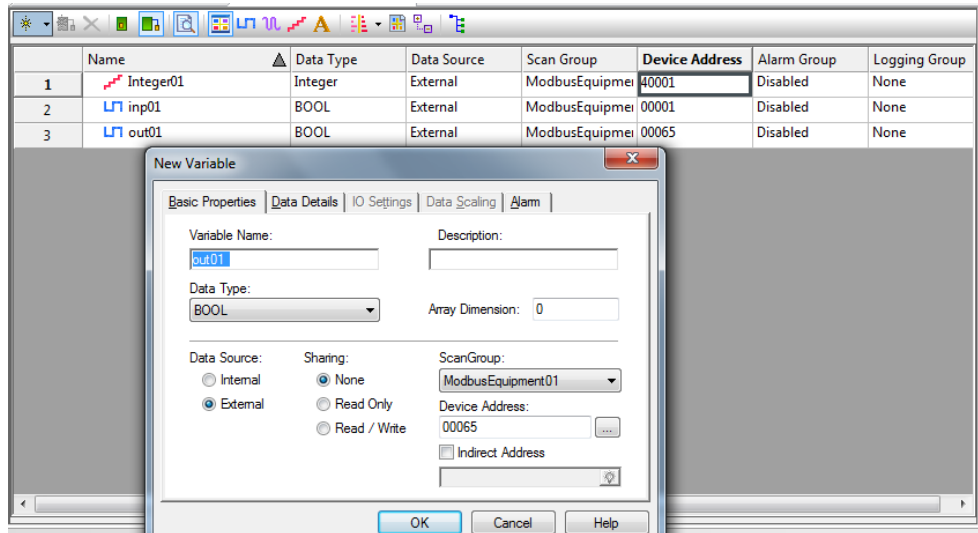 Name Data Type Data Source Scan Group Device Address Alarm Group Logging Group
1 Integer01 Integer External ModbusEquipme 40001 Disabled None
2 inp01 BOOL External ModbusEquipme 00001 Disabled None
3 out01 BOOL External ModbusEquipme 00065 Disabled None
New Variable
Basic Properties Data Details IO Settings Data Scaling Alarm
Variable Name: Description:
out01
Data Type:
BOOL Array Dimension: 0
Data Source: Sharing: ScanGroup:
Internal None ModbusEquipment01
External Read Only Device Address:
Read / Write 00065 ...
Indirect Address
OK Cancel Help